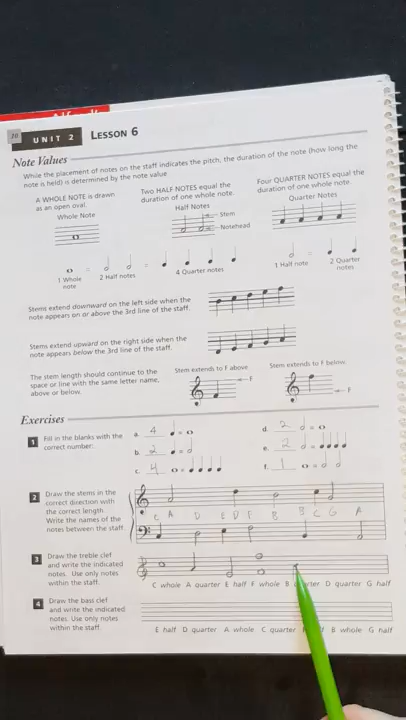 10
UNIT 2 LESSON 6
Note Values
While the placement of notes on the staff indicates the pitch, the duration of the note (how long the
note is held) is determined by the note value.
A WHOLE NOTE is drawn
as an open oval.
Whole Note
Two HALF NOTES equal the
duration of one whole note.
Half Notes
Stem
Notehead
Four QUARTER NOTES equal the
duration of one whole note.
Quarter Notes
1 Whole
note
2 Half notes
4 Quarter notes
1 Half note
2 Quarter
notes
Stems extend downward on the left side when the
note appears on or above the 3rd line of the staff.
Stems extend upward on the right side when the
note appears below the 3rd line of the staff.
The stem length should continue to the
space or line with the same letter name,
above or below.
Stem extends to F above
F
Stem extends to F below
F
Exercises
1 Fill in the blanks with the
correct number:
a. 4 =
b. 2 =
c. 4 =
d. 2 =
e. 2 =
f. 1 =
2 Draw the stems in the
correct direction with
the correct length.
Write the names of the
notes between the staff.
C A D E D F B B C G A
3 Draw the treble clef
and write the indicated
notes. Use only notes
within the staff.
C whole A quarter E half F whole B quarter D quarter G half
4 Draw the bass clef
and write the indicated
notes. Use only notes
within the staff.
E half D quarter A whole C quarter half B whole G half